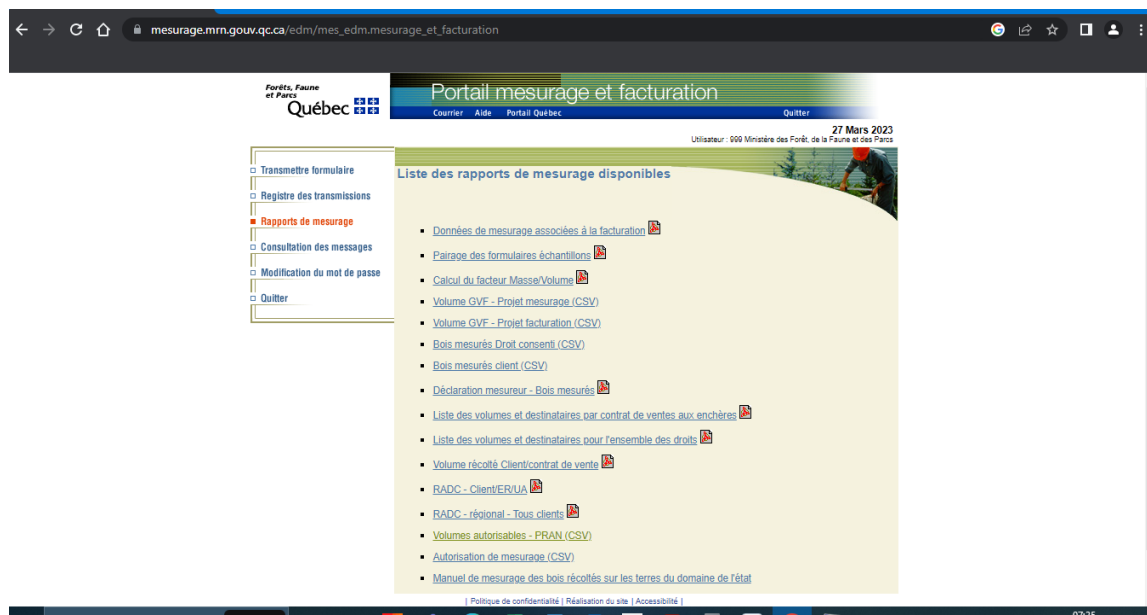 mesurage.mrn.gouv.qc.ca/edm/mes_edm.mesurage_et_facturation
Forêts, Faune
et Parcs
Québec
Portail mesurage et facturation
Courrier Aide Portail Québec Quitter
27 Mars 2023
Utilisateur : 999 Ministère des Forêt, de la Faune et des Parcs
Transmettre formulaire
Registre des transmissions
Rapports de mesurage
Consultation des messages
Modification du mot de passe
Quitter
Liste des rapports de mesurage disponibles
Données de mesurage associées à la facturation
Pairage des formulaires échantillons
Calcul du facteur Masse/Volume
Volume GVF - Projet mesurage (CSV)
Volume GVF - Projet facturation (CSV)
Bois mesurés Droit consenti (CSV)
Bois mesurés client (CSV)
Déclaration mesureur - Bois mesurés
Liste des volumes et destinataires par contrat de ventes aux enchères
Liste des volumes et destinataires pour l'ensemble des droits
Volume récolté Client/contrat de vente
RADC - Client/ER/UA
RADC - régional - Tous clients
Volumes autorisables - PRAN (CSV)
Autorisation de mesurage (CSV)
Manuel de mesurage des bois récoltés sur les terres du domaine de l'état
| Politique de confidentialité | Réalisation du site | Accessibilité |
07:25